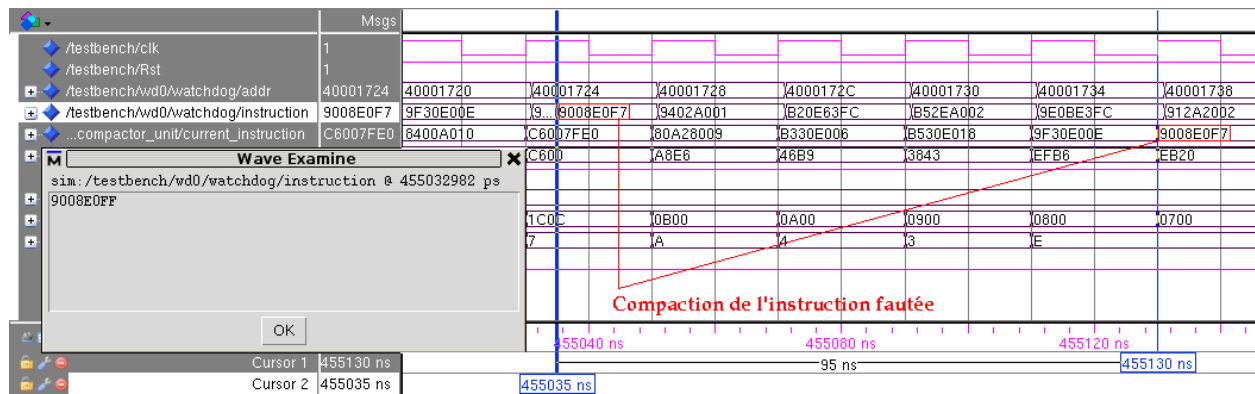 Msgs
/testbench/clk 1
/testbench/Rst 1
/testbench/wd0/watchdog/addr 40001724 40001720 40001724 40001728 4000172C 40001730 40001734 40001738
/testbench/wd0/watchdog/instruction 9008E0F7 9F30E00E 9... 9008E0F7 9402A001 B20E63FC B52EA002 9E0BE3FC 912A2002
...compactor_unit/current_instruction C6007FE0 8400A010 C6007FE0 80A28009 B330E006 B530E018 9F30E00E 9008E0F7
Wave Examine C600 A8E6 46B9 3843 EFB6 EB20
sim:/testbench/wd0/watchdog/instruction @ 455032982 ps
9008E0FF
1C0C 0B00 0A00 0900 0800 0700
7 A 4 3 E
Compaction de l'instruction fautée
OK
455040 ns 455080 ns 455120 ns
Cursor 1 455130 ns 95 ns 455130 ns
Cursor 2 455035 ns 455035 ns